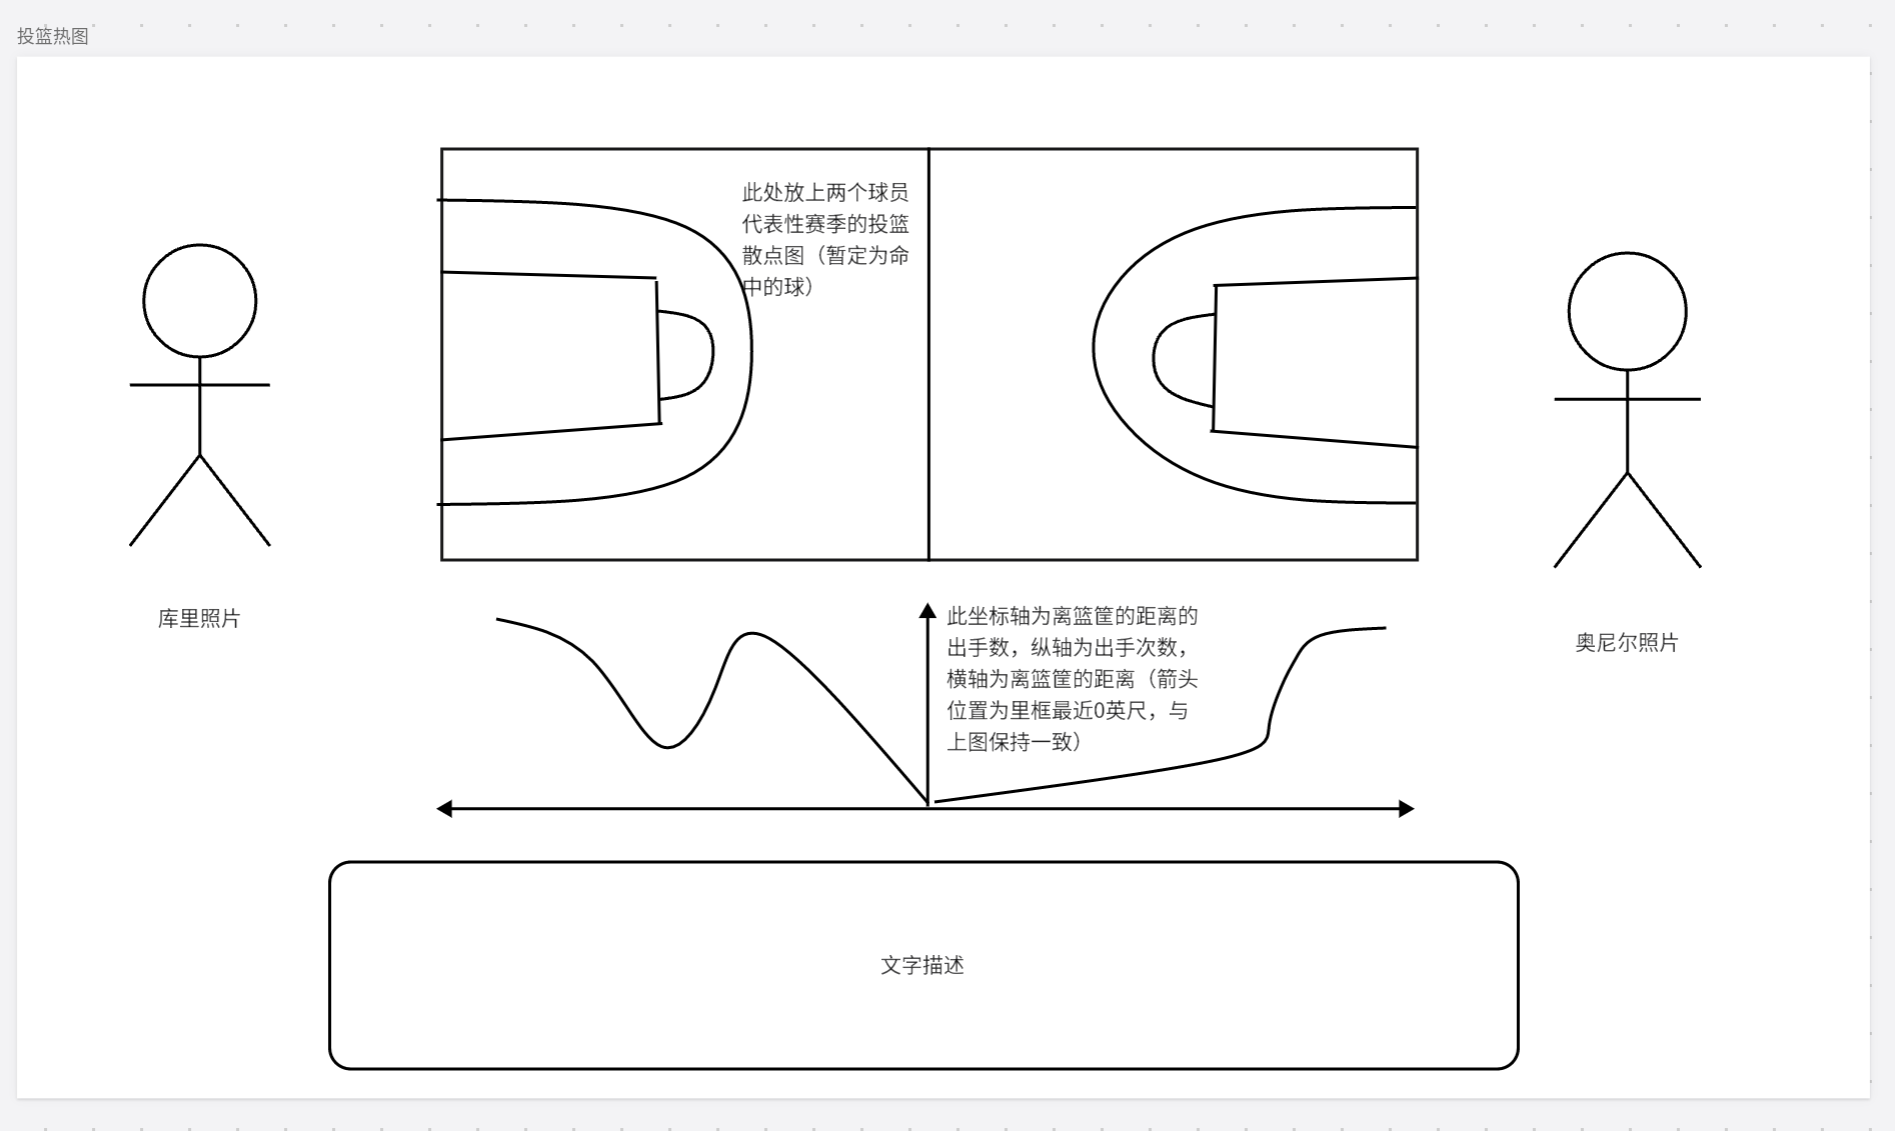 投篮热图
此处放上两个球员
代表性赛季的投篮
散点图（暂定为命
中的球）
库里照片
此坐标轴为离篮筐的距离的
出手数，纵轴为出手次数，
横轴为离篮筐的距离（箭头
位置为里框最近0英尺，与
上图保持一致）
奥尼尔照片
文字描述